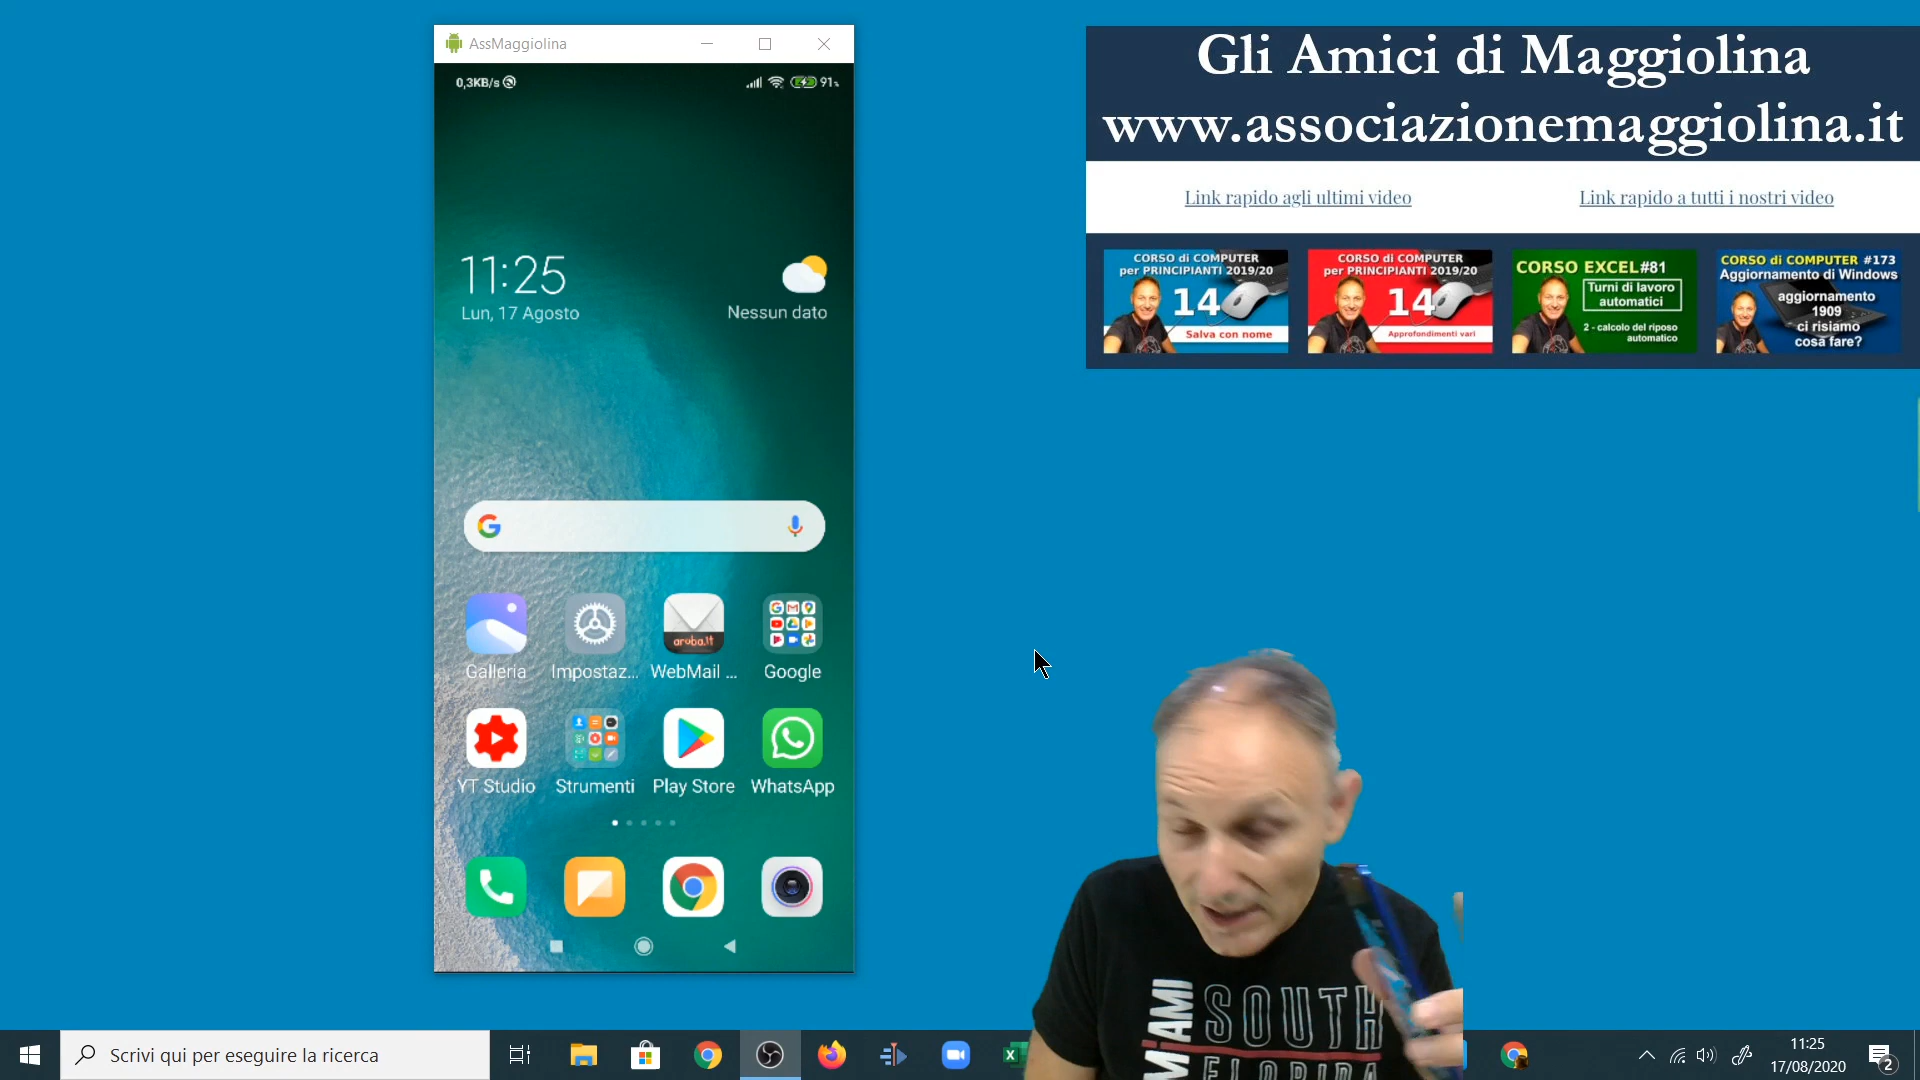 AssMaggiolina
0,3KB/s
91%
11:25
Lun, 17 Agosto
Nessun dato
Galleria
Impostaz...
WebMail ...
Google
aruba.it
YT Studio
Strumenti
Play Store
WhatsApp
Gli Amici di Maggiolina
www.associazionemaggiolina.it
Link rapido agli ultimi video
Link rapido a tutti i nostri video
CORSO di COMPUTER
per PRINCIPIANTI 2019/20
14
Salva con nome
CORSO di COMPUTER
per PRINCIPIANTI 2019/20
14
Approfondimenti vari
CORSO EXCEL#81
Turni di lavoro
automatici
2 - calcolo del riposo
automatico
CORSO di COMPUTER #173
Aggiornamento di Windows
aggiornamento
1909
ci risiamo
cosa fare?
MIAMI
SOUTH
FLORIDA
Scrivi qui per eseguire la ricerca
11:25
17/08/2020
2